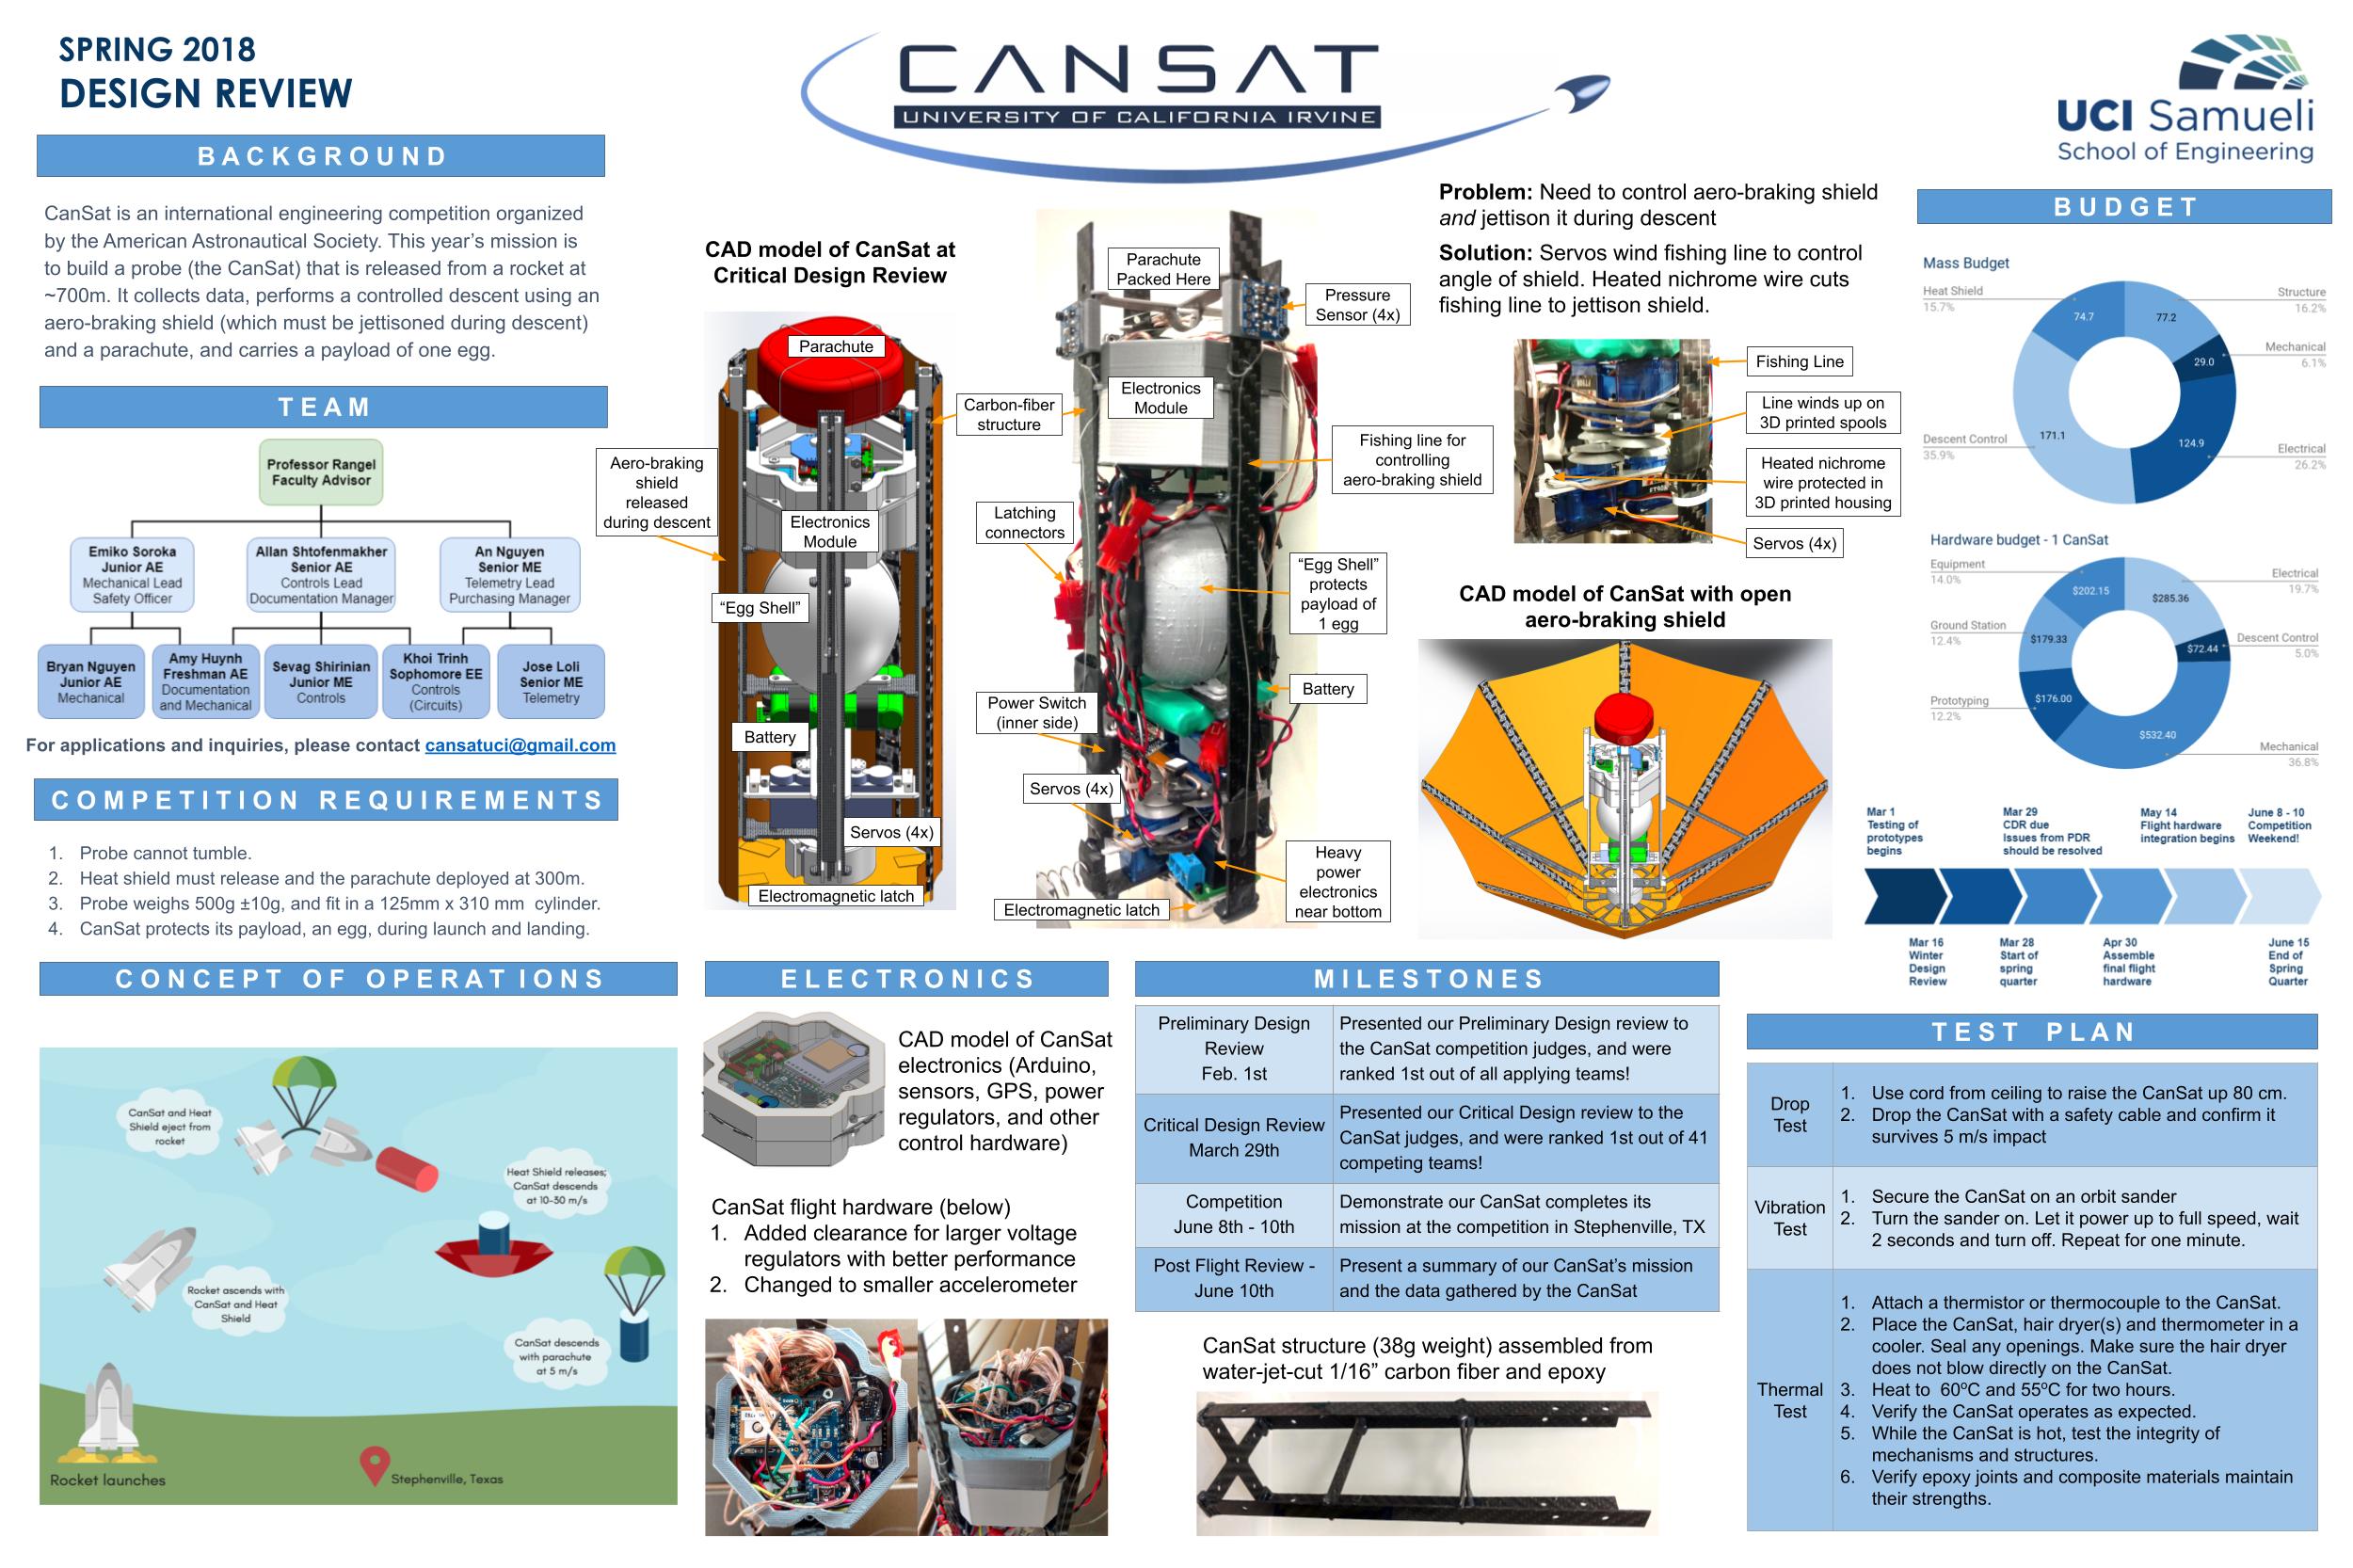 SPRING 2018
DESIGN REVIEW
CANSAT
UNIVERSITY OF CALIFORNIA IRVINE
UCI Samueli
School of Engineering
BACKGROUND
CanSat is an international engineering competition organized
by the American Astronautical Society. This year's mission is
to build a probe (the CanSat) that is released from a rocket at
~700m. It collects data, performs a controlled descent using an
aero-braking shield (which must be jettisoned during descent)
and a parachute, and carries a payload of one egg.
TEAM
Professor Rangel
Faculty Advisor
Emiko Soroka
Junior AE
Mechanical Lead
Safety Officer
Allan Shtofenmakher
Senior AE
Controls Lead
Documentation Manager
An Nguyen
Senior ME
Telemetry Lead
Purchasing Manager
Bryan Nguyen
Junior AE
Mechanical
Amy Huynh
Freshman AE
Documentation
and Mechanical
Sevag Shirinian
Junior ME
Controls
Khoi Trinh
Sophomore EE
Controls
(Circuits)
Jose Loli
Senior ME
Telemetry
For applications and inquiries, please contact cansatuci@gmail.com
COMPETITION REQUIREMENTS
1. Probe cannot tumble.
2. Heat shield must release and the parachute deployed at 300m.
3. Probe weighs 500g ±10g, and fit in a 125mm x 310 mm cylinder.
4. CanSat protects its payload, an egg, during launch and landing.
CONCEPT OF OPERATIONS
CanSat and Heat
Shield eject from
rocket
Heat Shield releases;
CanSat descends
at 10-30 m/s
Rocket ascends with
CanSat and Heat
Shield
CanSat descends
with parachute
at 5 m/s
Rocket launches
Stephenville, Texas
CAD model of CanSat at
Critical Design Review
Parachute
Carbon-fiber
structure
Aero-braking
shield
released
during descent
Electronics
Module
"Egg Shell"
Battery
Servos (4x)
Electromagnetic latch
Parachute
Packed Here
Pressure
Sensor (4x)
Electronics
Module
Fishing line for
controlling
aero-braking shield
Latching
connectors
"Egg Shell"
protects
payload of
1 egg
Battery
Power Switch
(inner side)
Servos (4x)
Heavy
power
electronics
near bottom
Electromagnetic latch
Problem: Need to control aero-braking shield
and jettison it during descent
Solution: Servos wind fishing line to control
angle of shield. Heated nichrome wire cuts
fishing line to jettison shield.
Fishing Line
Line winds up on
3D printed spools
Heated nichrome
wire protected in
3D printed housing
Servos (4x)
CAD model of CanSat with open
aero-braking shield
ELECTRONICS
CAD model of CanSat
electronics (Arduino,
sensors, GPS, power
regulators, and other
control hardware)
CanSat flight hardware (below)
1. Added clearance for larger voltage
regulators with better performance
2. Changed to smaller accelerometer
MILESTONES
Preliminary Design
Review
Feb. 1st
Presented our Preliminary Design review to
the CanSat competition judges, and were
ranked 1st out of all applying teams!
Critical Design Review
March 29th
Presented our Critical Design review to the
CanSat judges, and were ranked 1st out of 41
competing teams!
Competition
June 8th - 10th
Demonstrate our CanSat completes its
mission at the competition in Stephenville, TX
Post Flight Review -
June 10th
Present a summary of our CanSat's mission
and the data gathered by the CanSat
CanSat structure (38g weight) assembled from
water-jet-cut 1/16" carbon fiber and epoxy
BUDGET
Mass Budget
Heat Shield
15.7%
74.7
Structure
16.2%
77.2
Mechanical
6.1%
29.0
Descent Control
35.9%
171.1
Electrical
26.2%
124.9
Hardware budget - 1 CanSat
Equipment
14.0%
$202.15
Electrical
19.7%
$285.36
Ground Station
12.4%
$179.33
Descent Control
5.0%
$72.44
Prototyping
12.2%
$176.00
Mechanical
36.8%
$532.40
Mar 1
Testing of
prototypes
begins
Mar 29
CDR due
Issues from PDR
should be resolved
May 14
Flight hardware
integration begins
June 8 - 10
Competition
Weekend!
Mar 16
Winter
Design
Review
Mar 28
Start of
spring
quarter
Apr 30
Assemble
final flight
hardware
June 15
End of
Spring
Quarter
TEST PLAN
Drop
Test
1. Use cord from ceiling to raise the CanSat up 80 cm.
2. Drop the CanSat with a safety cable and confirm it
survives 5 m/s impact
Vibration
Test
1. Secure the CanSat on an orbit sander
2. Turn the sander on. Let it power up to full speed, wait
2 seconds and turn off. Repeat for one minute.
Thermal
Test
1. Attach a thermistor or thermocouple to the CanSat.
2. Place the CanSat, hair dryer(s) and thermometer in a
cooler. Seal any openings. Make sure the hair dryer
does not blow directly on the CanSat.
3. Heat to 60ºC and 55ºC for two hours.
4. Verify the CanSat operates as expected.
5. While the CanSat is hot, test the integrity of
mechanisms and structures.
6. Verify epoxy joints and composite materials maintain
their strengths.